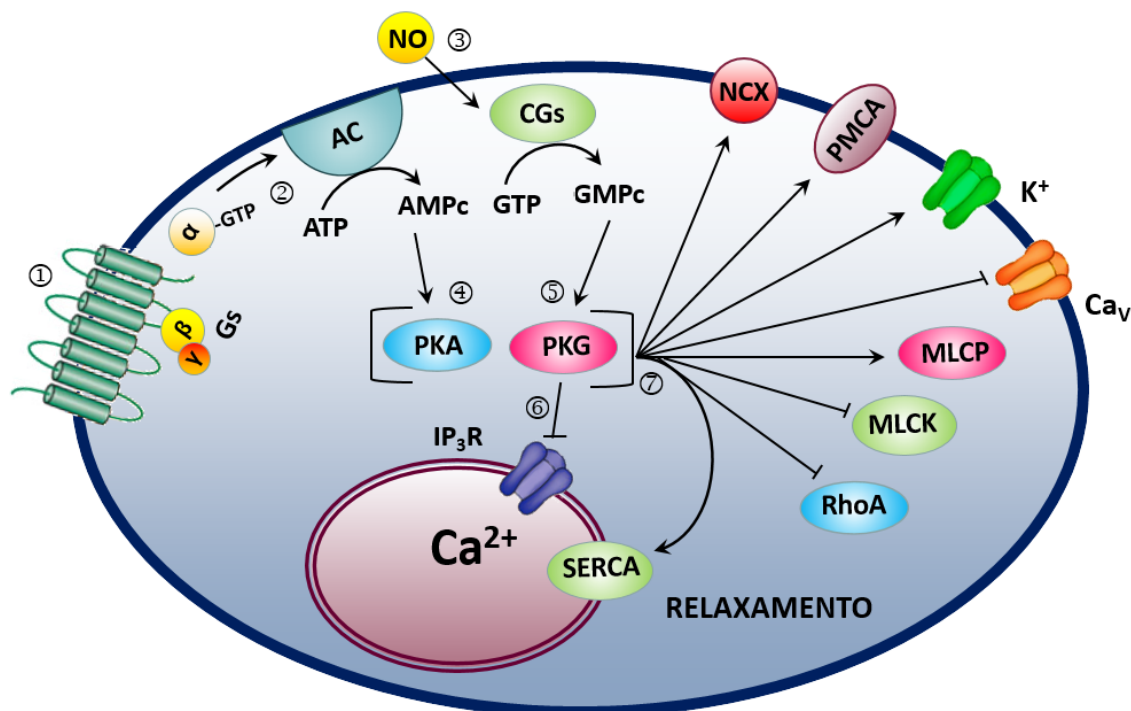 NO
③
NCX
AC
CGs
PMCA
K⁺
②
α
-GTP
ATP
AMPc
GTP
GMPc
①
β
γ
Gs
④
⑤
Ca_V
PKA
PKG
⑦
MLCP
⑥
MLCK
IP₃R
RhoA
Ca²⁺
SERCA
RELAXAMENTO